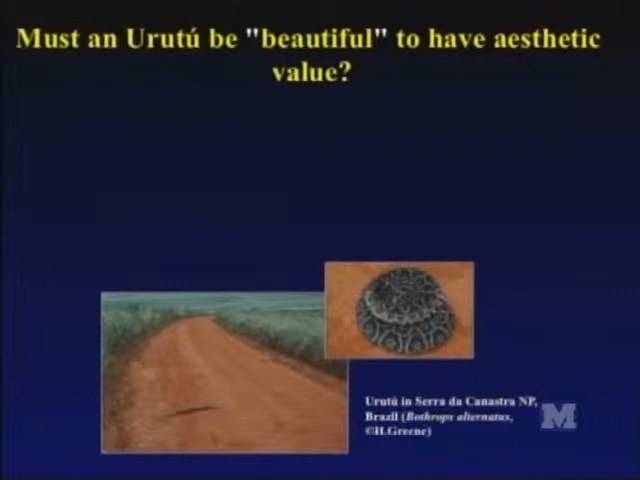 Must an Urutú be "beautiful" to have aesthetic
value?
Urutú in Serra da Canastra NP,
Brazil (Bothrops alternatus,
©H.Greene)
M